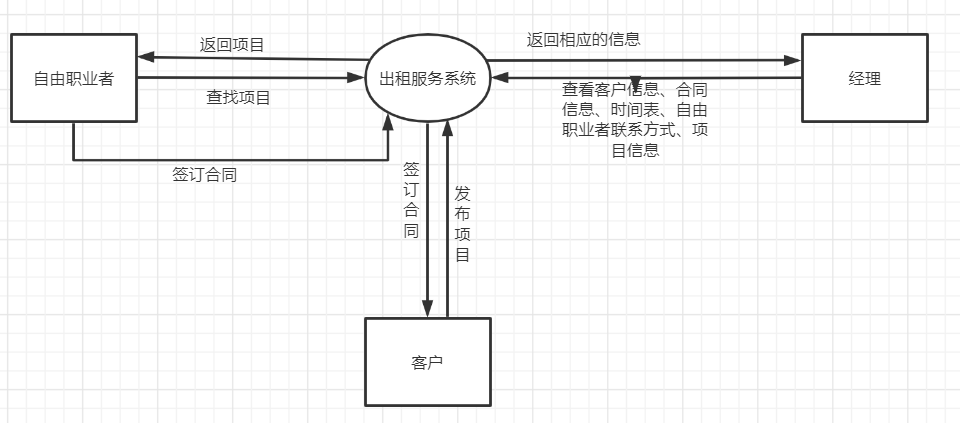 返回项目
返回相应的信息
自由职业者
出租服务系统
经理
查找项目
查看客户信息、合同
信息、时间表、自由
职业者联系方式、项
目信息
签订合同
签订合同
发布项目
客户